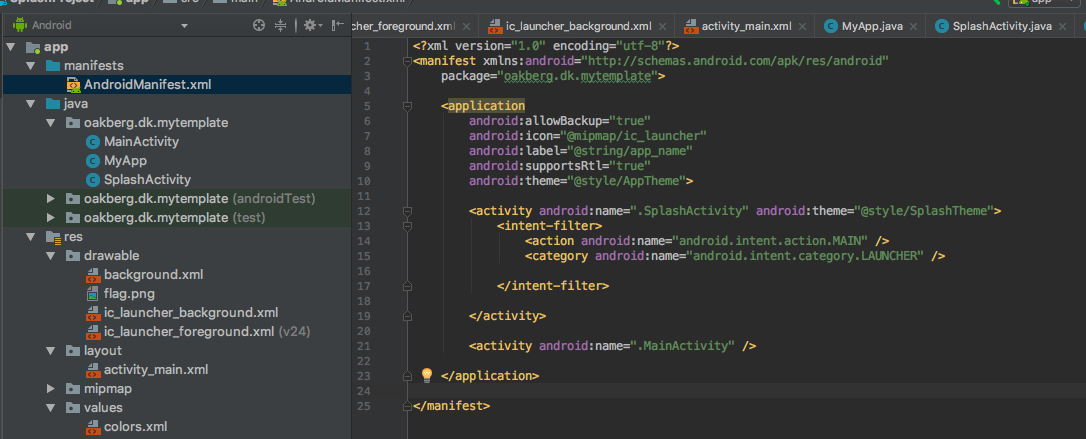 app
src
main
AndroidManifest.xml
app
Android
cher_foreground.xml
ic_launcher_background.xml
activity_main.xml
MyApp.java
SplashActivity.java
app
manifests
AndroidManifest.xml
java
oakberg.dk.mytemplate
MainActivity
MyApp
SplashActivity
oakberg.dk.mytemplate (androidTest)
oakberg.dk.mytemplate (test)
res
drawable
background.xml
flag.png
ic_launcher_background.xml
ic_launcher_foreground.xml (v24)
layout
activity_main.xml
mipmap
values
colors.xml
1 <?xml version="1.0" encoding="utf-8"?>
2 <manifest xmlns:android="http://schemas.android.com/apk/res/android"
3 package="oakberg.dk.mytemplate">
4
5 <application
6 android:allowBackup="true"
7 android:icon="@mipmap/ic_launcher"
8 android:label="@string/app_name"
9 android:supportsRtl="true"
10 android:theme="@style/AppTheme">
11
12 <activity android:name=".SplashActivity" android:theme="@style/SplashTheme">
13 <intent-filter>
14 <action android:name="android.intent.action.MAIN" />
15 <category android:name="android.intent.category.LAUNCHER" />
16
17 </intent-filter>
18
19 </activity>
20
21 <activity android:name=".MainActivity" />
22
23 </application>
24
25 </manifest>